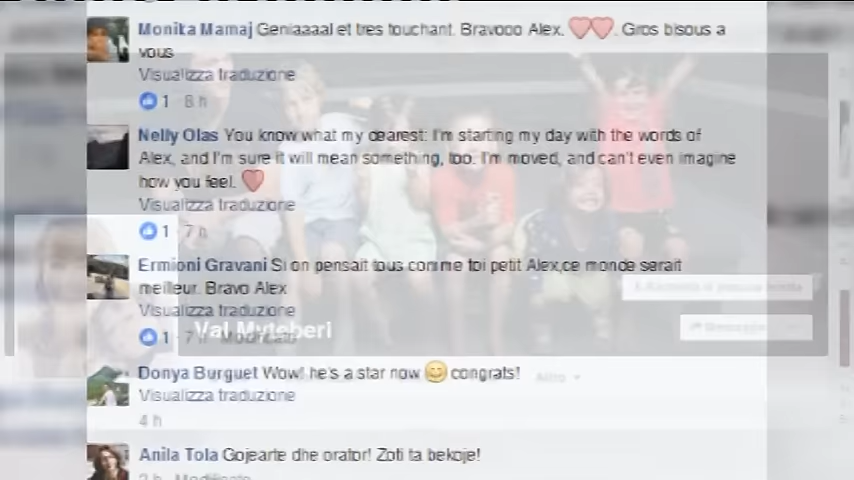 Monika Mamaj Geniaaaal et tres touchant. Bravooo Alex. ❤❤. Gros bisous a
vous
Visualizza traduzione
1 · 8 h
Nelly Olas You know what my dearest: I'm starting my day with the words of
Alex, and I'm sure it will mean something, too. I'm moved, and can't even imagine
how you feel. ❤
Visualizza traduzione
1 · 7 h
Ermioni Gravani Si on pensait tous comme toi petit Alex,ce monde serait
meilleur. Bravo Alex
Visualizza traduzione
1 · 7 h · Modificato
Val Myteberi
Donya Burguet Wow! he's a star now 😊 congrats!
Altro
Visualizza traduzione
4 h
Anila Tola Gojearte dhe orator! Zoti ta bekoje!
Modificato